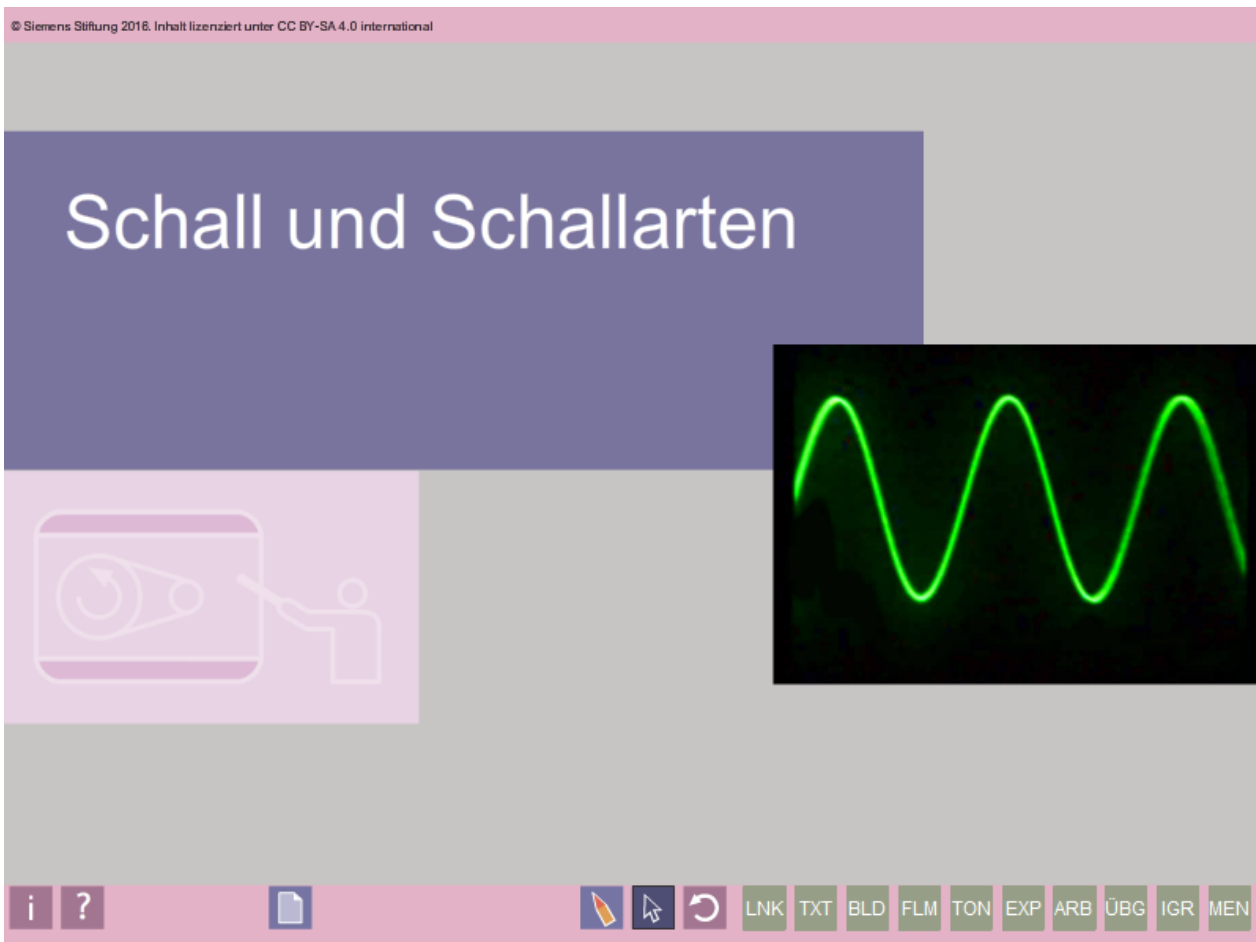 © Siemens Stiftung 2016. Inhalt lizenziert unter CC BY-SA 4.0 international
Schall und Schallarten
i ? LNK TXT BLD FLM TON EXP ARB ÜBG IGR MEN